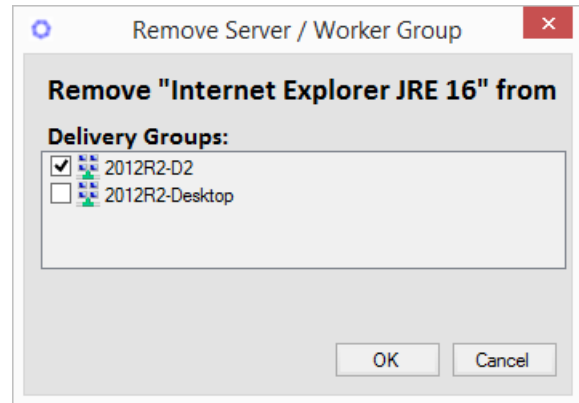 Remove Server / Worker Group
Remove "Internet Explorer JRE 16" from
Delivery Groups:
2012R2-D2
2012R2-Desktop
OK Cancel